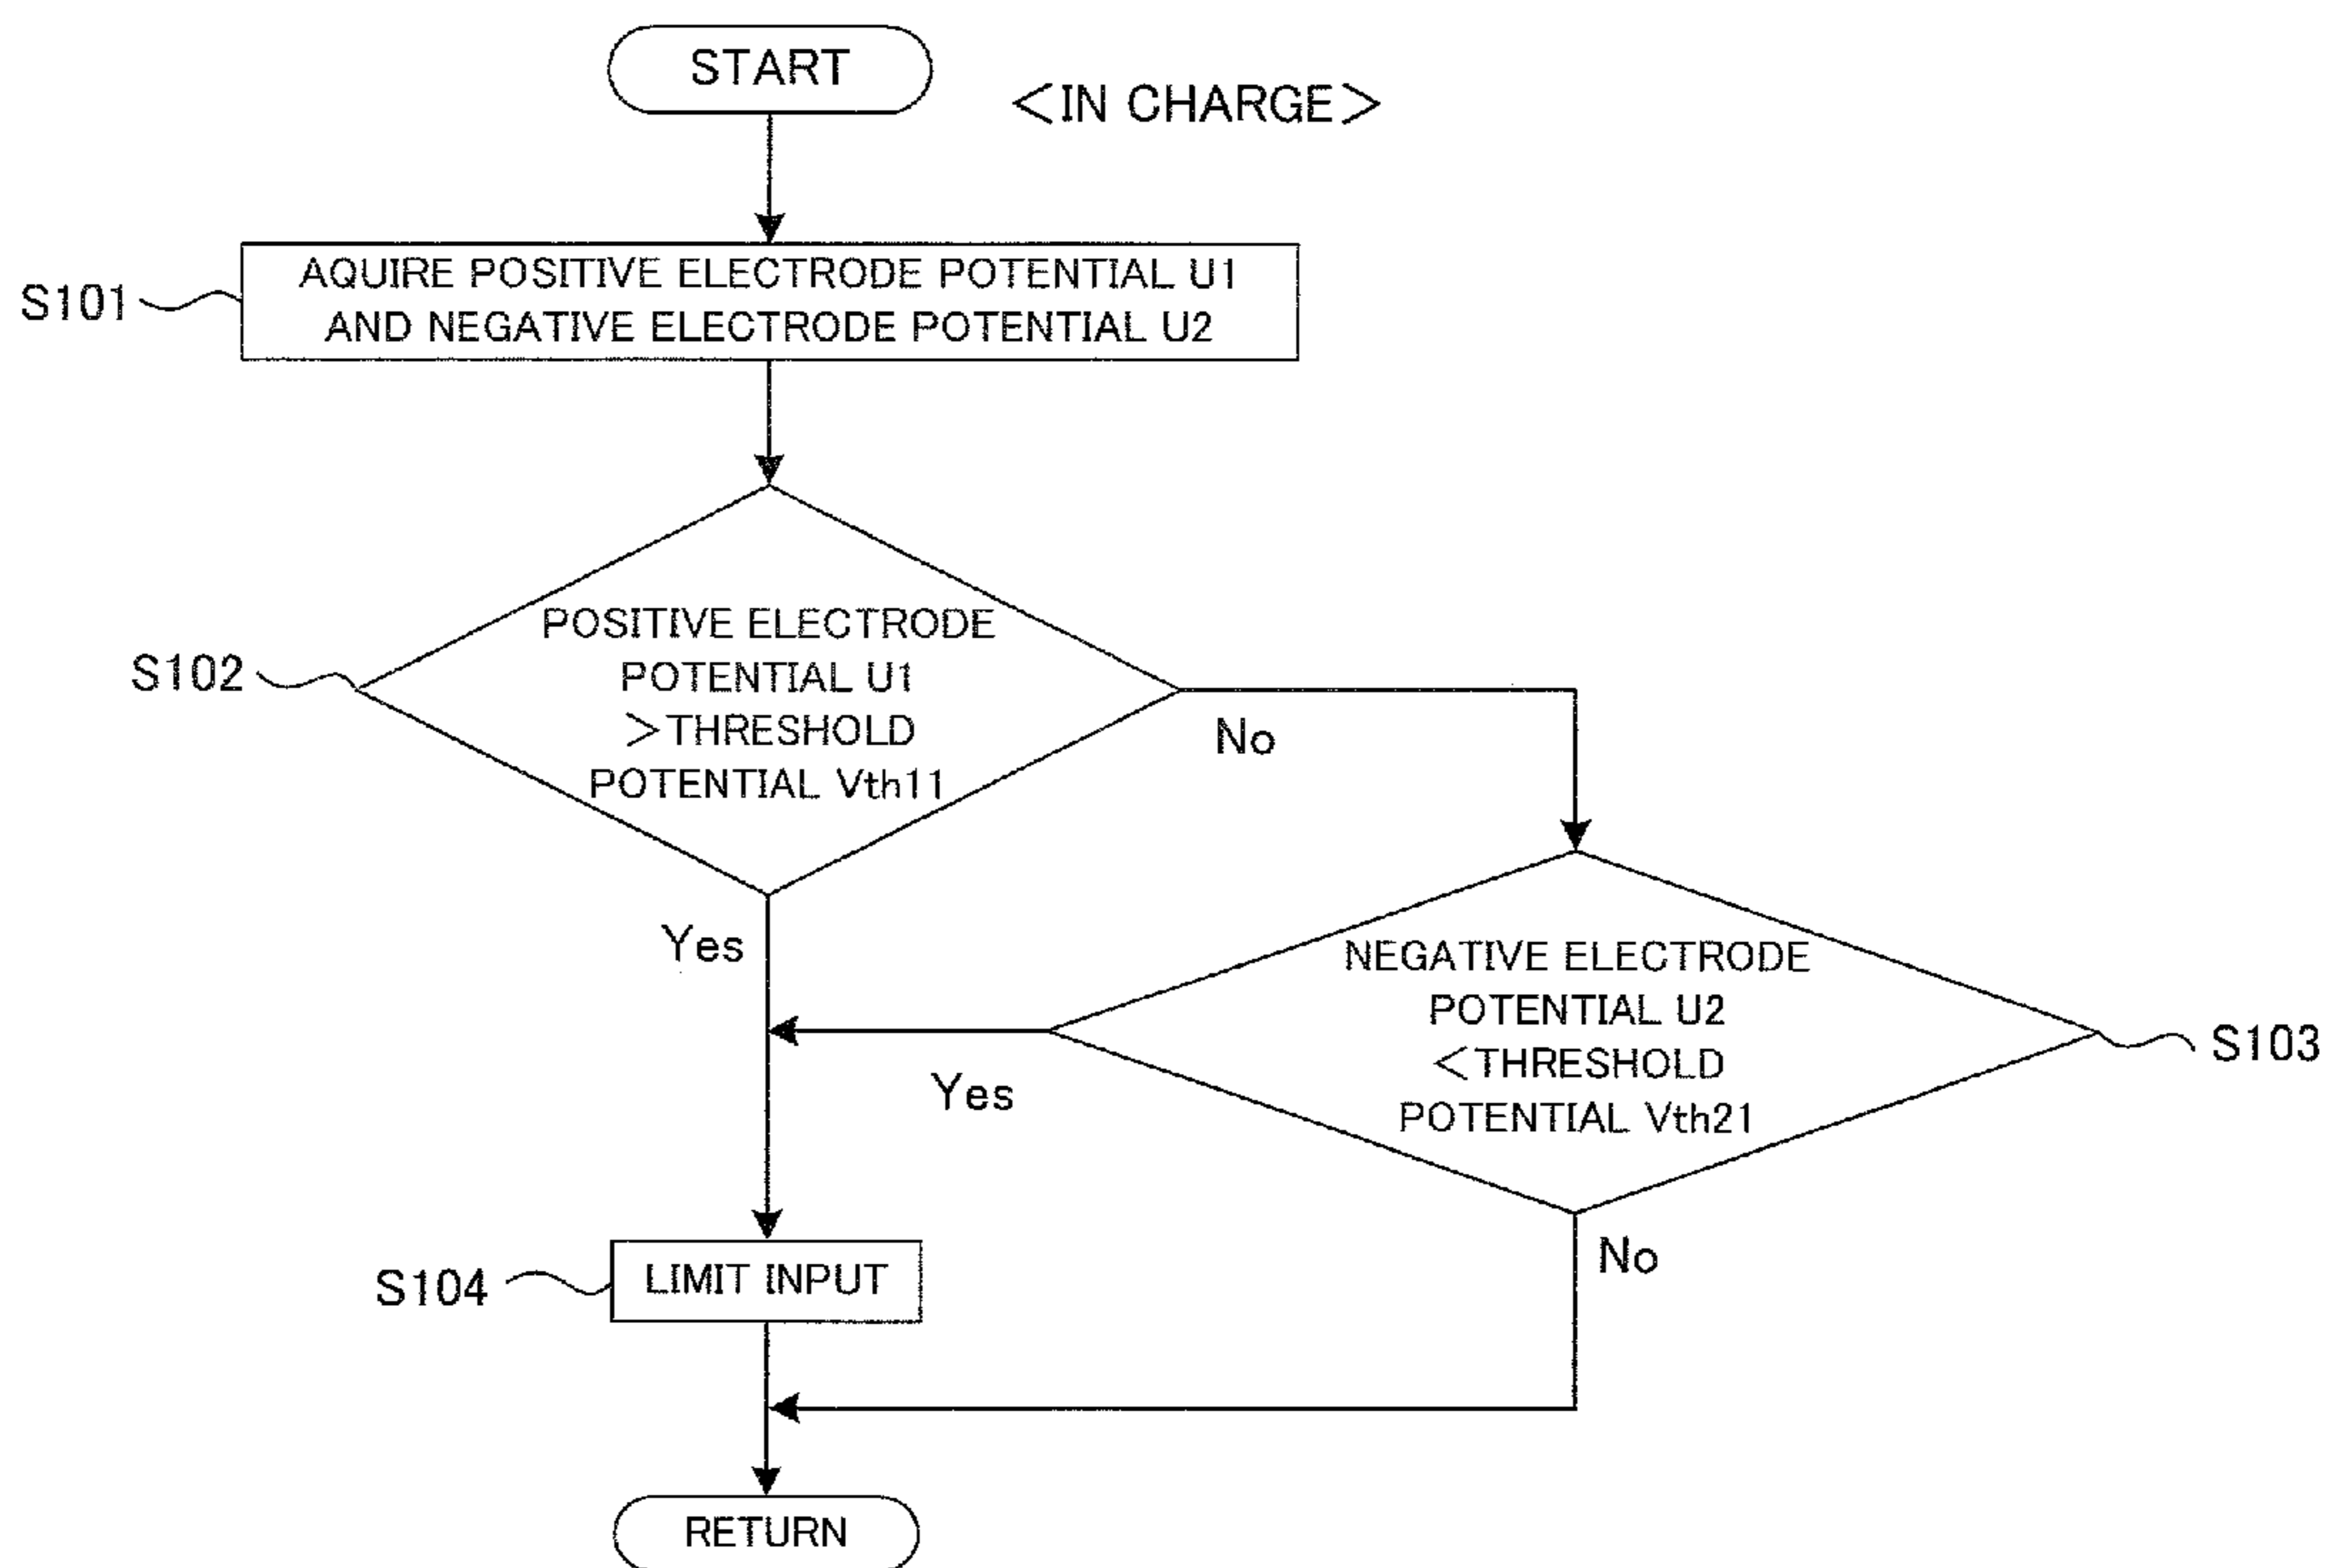 START
<IN CHARGE>
S101
AQUIRE POSITIVE ELECTRODE POTENTIAL U1
AND NEGATIVE ELECTRODE POTENTIAL U2
S102
POSITIVE ELECTRODE
POTENTIAL U1
>THRESHOLD
POTENTIAL Vth11
No
Yes
NEGATIVE ELECTRODE
POTENTIAL U2
<THRESHOLD
POTENTIAL Vth21
S103
Yes
No
S104
LIMIT INPUT
RETURN